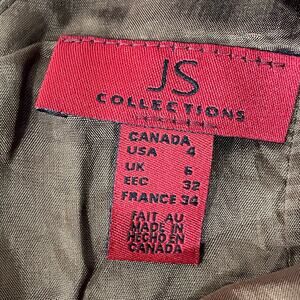 JS
COLLECTIONS
CANADA
USA 4
UK 6
EEC 32
FRANCE 34
FAIT AU
MADE IN
HECHO EN
CANADA